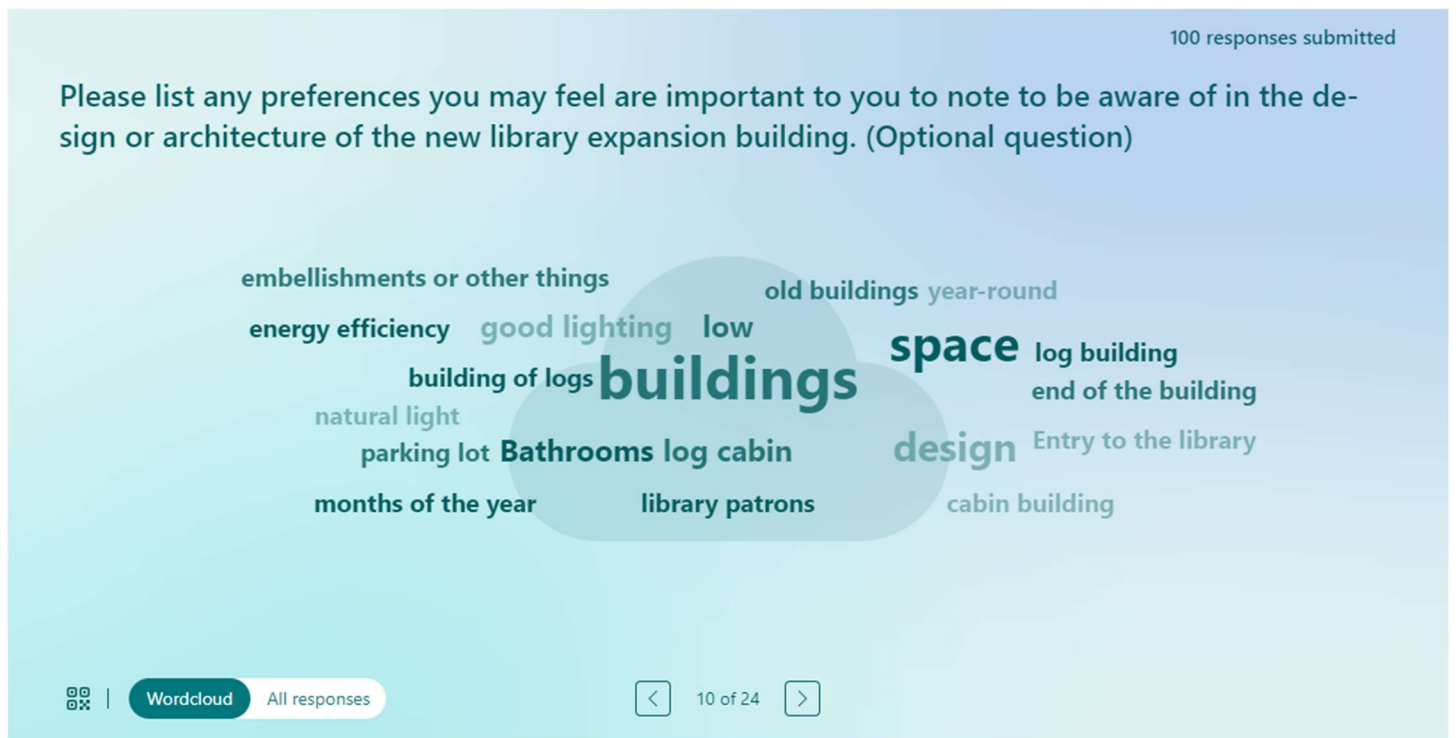 100 responses submitted
Please list any preferences you may feel are important to you to note to be aware of in the de-
sign or architecture of the new library expansion building. (Optional question)
embellishments or other things
old buildings year-round
energy efficiency good lighting low
space log building
building of logs buildings
end of the building
natural light
parking lot Bathrooms log cabin
design Entry to the library
months of the year library patrons cabin building
Wordcloud All responses
10 of 24